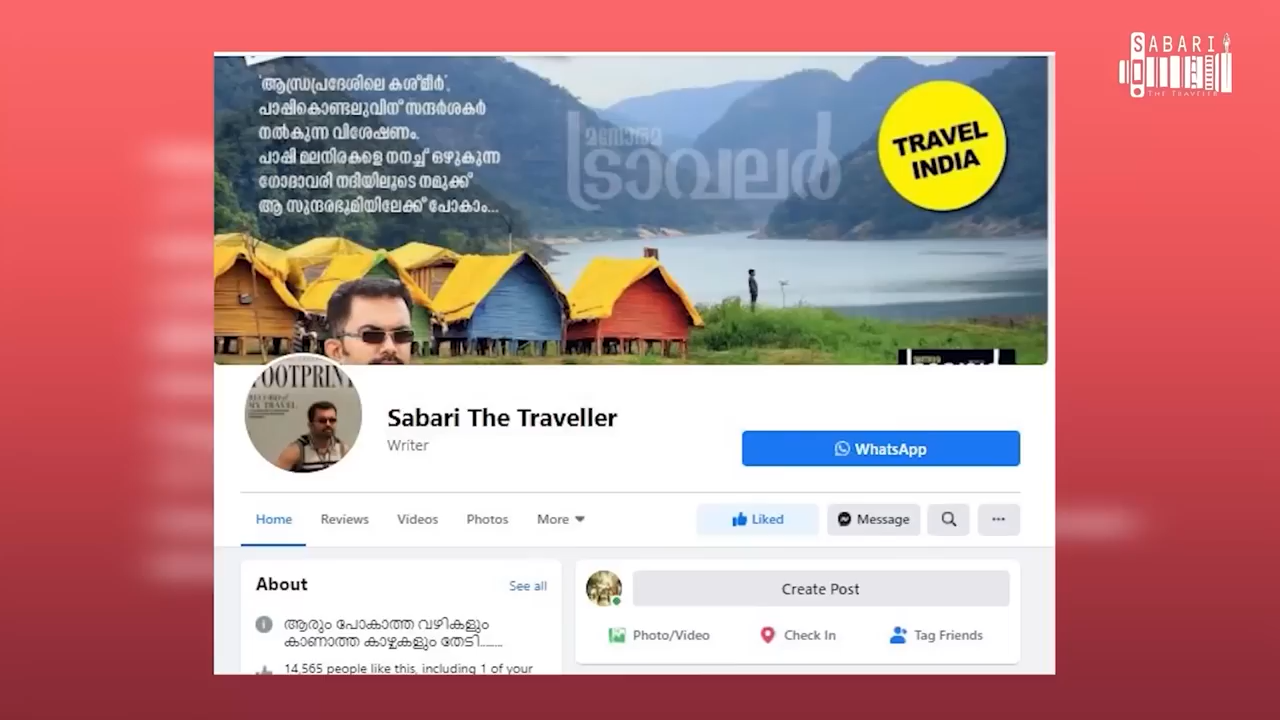 SABARI
THE TRAVELLER
'ആന്ധ്രപ്രദേശിലെ കശ്മീർ',
പാപ്പികൊണ്ടലുവിന് സന്ദർശകർ
നൽകുന്ന വിശേഷണം.
പാപ്പി മലനിരകളെ നനച്ച് ഒഴുകുന്ന
ഗോദാവരി നദിയിലൂടെ നമുക്ക്
ആ സുന്ദരഭൂമിയിലേക്ക് പോകാം...
മനോരമ
ട്രാവലർ
TRAVEL
INDIA
FOOTPRINT
MY TRAVEL
Sabari The Traveller
Writer
WhatsApp
Home Reviews Videos Photos More Liked Message
About See all
ആരും പോകാത്ത വഴികളും
കാണാത്ത കാഴ്ചകളും തേടി........
14,565 people like this, including 1 of your
Create Post
Photo/Video Check In Tag Friends